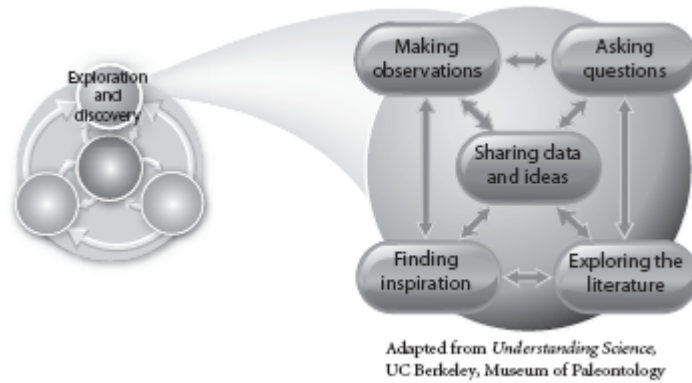 Exploration
and
discovery
Making
observations
Asking
questions
Sharing data
and ideas
Finding
inspiration
Exploring the
literature
Adapted from Understanding Science,
UC Berkeley, Museum of Paleontology